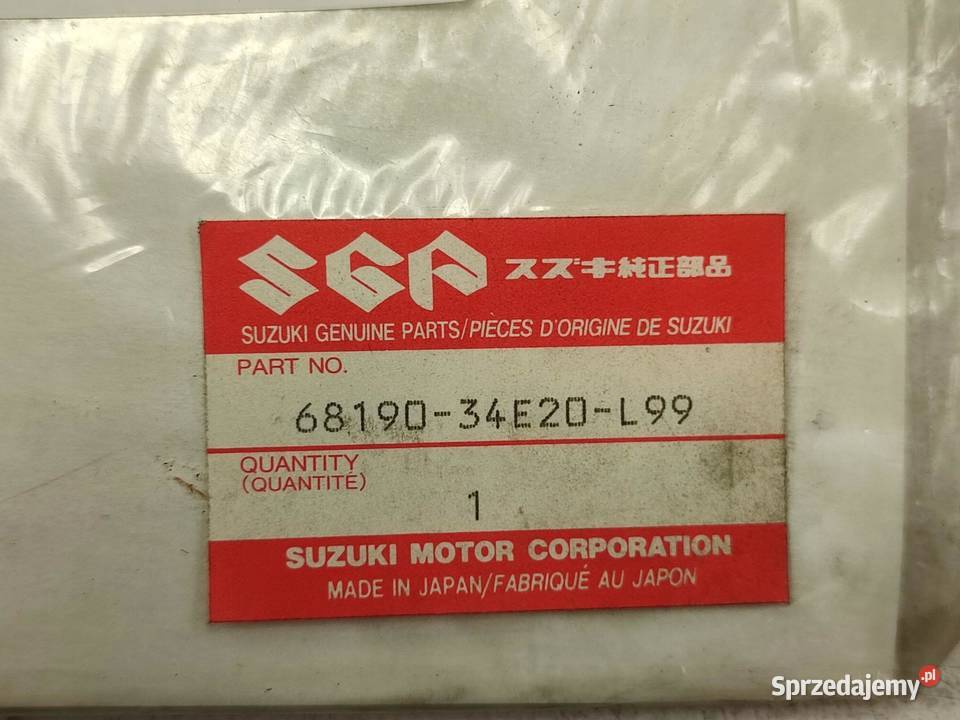 SGP スズキ純正部品
SUZUKI GENUINE PARTS/PIÈCES D'ORIGINE DE SUZUKI
PART NO.
68190-34E20-L99
QUANTITY
(QUANTITÉ)
1
SUZUKI MOTOR CORPORATION
MADE IN JAPAN/FABRIQUÉ AU JAPON
Sprzedajemy.pl